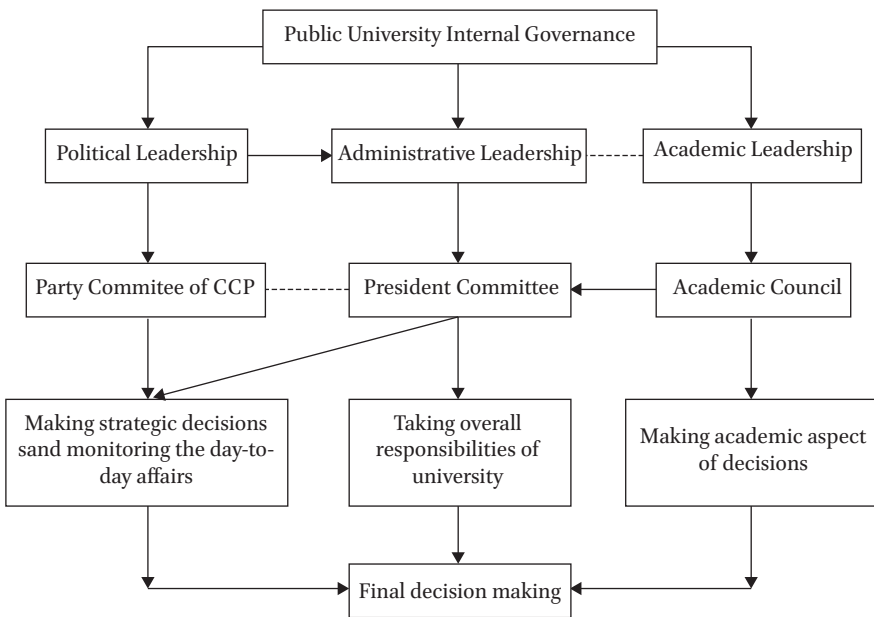 Public University Internal Governance
Political Leadership
Administrative Leadership
Academic Leadership
Party Commitee of CCP
President Committee
Academic Council
Making strategic decisions
sand monitoring the day-to-
day affairs
Taking overall
responsibilities of
university
Making academic aspect
of decisions
Final decision making